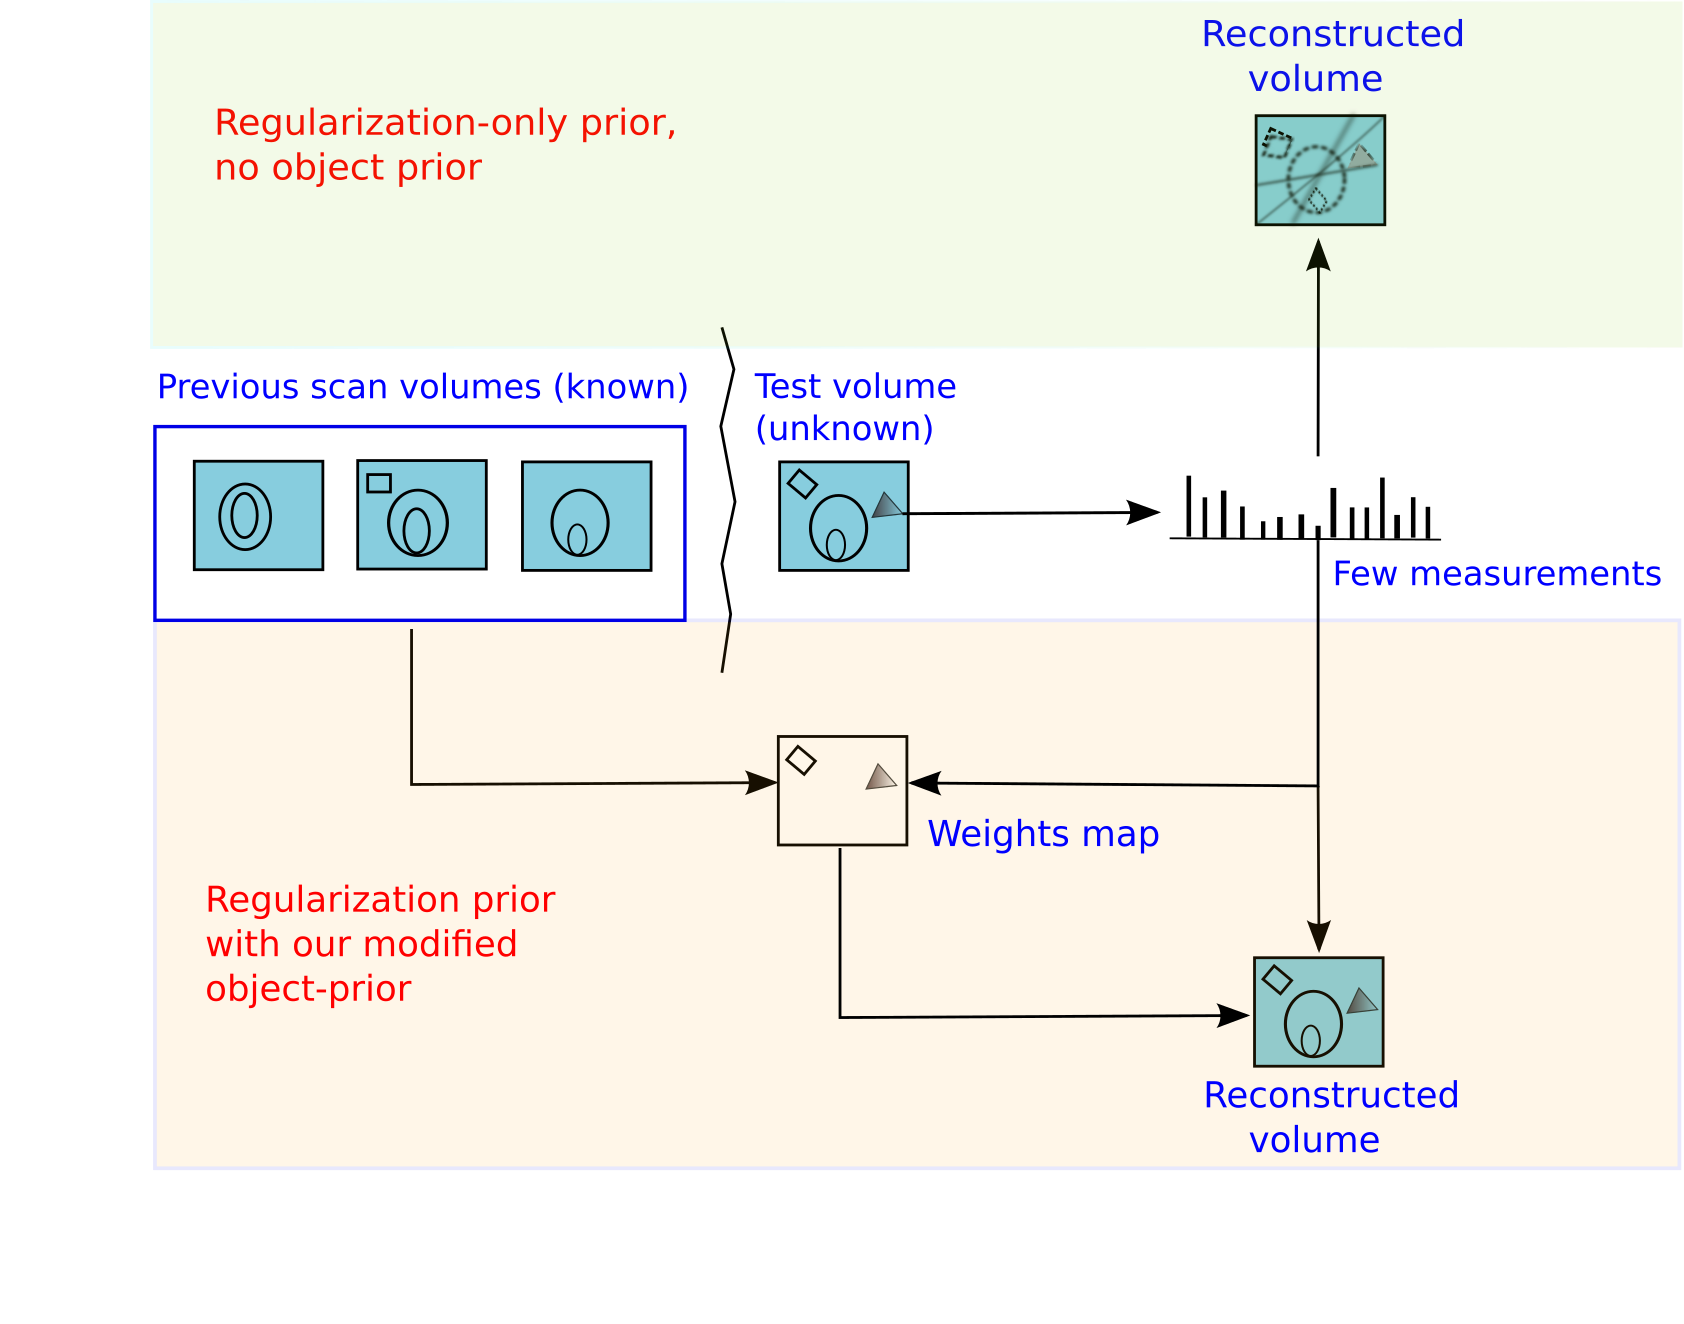 Reconstructed
volume
Regularization-only prior,
no object prior
Previous scan volumes (known)
Test volume
(unknown)
Few measurements
Weights map
Regularization prior
with our modified
object-prior
Reconstructed
volume